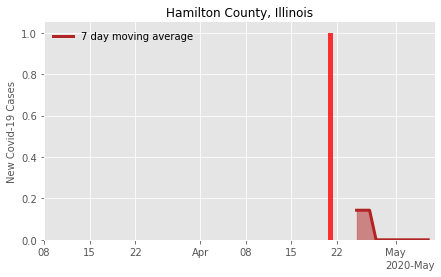 Hamilton County, Illinois
7 day moving average
New Covid-19 Cases
1.0
0.8
0.6
0.4
0.2
0.0
08 15 22 Apr 08 15 22 May
2020-May